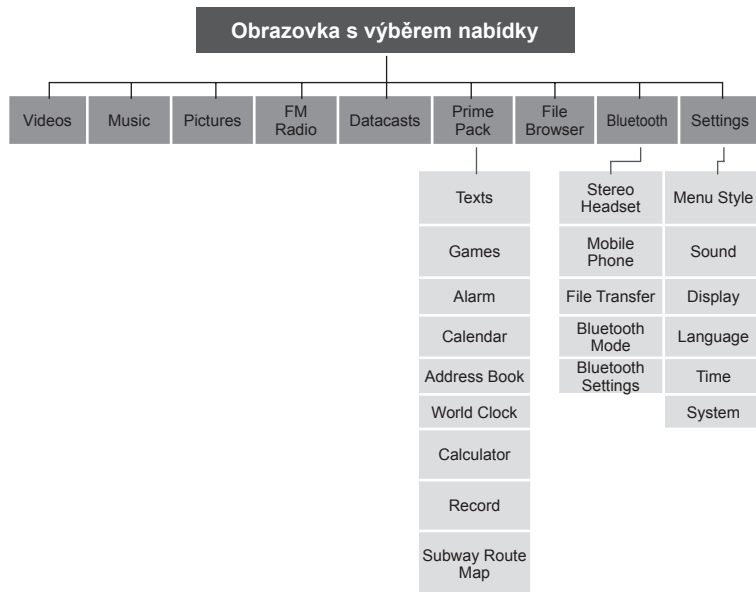 Obrazovka s výběrem nabídky
Videos
Music
Pictures
FM
Radio
Datacasts
Prime
Pack
File
Browser
Bluetooth
Settings
Texts
Games
Alarm
Calendar
Address Book
World Clock
Calculator
Record
Subway Route
Map
Stereo
Headset
Mobile
Phone
File Transfer
Bluetooth
Mode
Bluetooth
Settings
Menu Style
Sound
Display
Language
Time
System